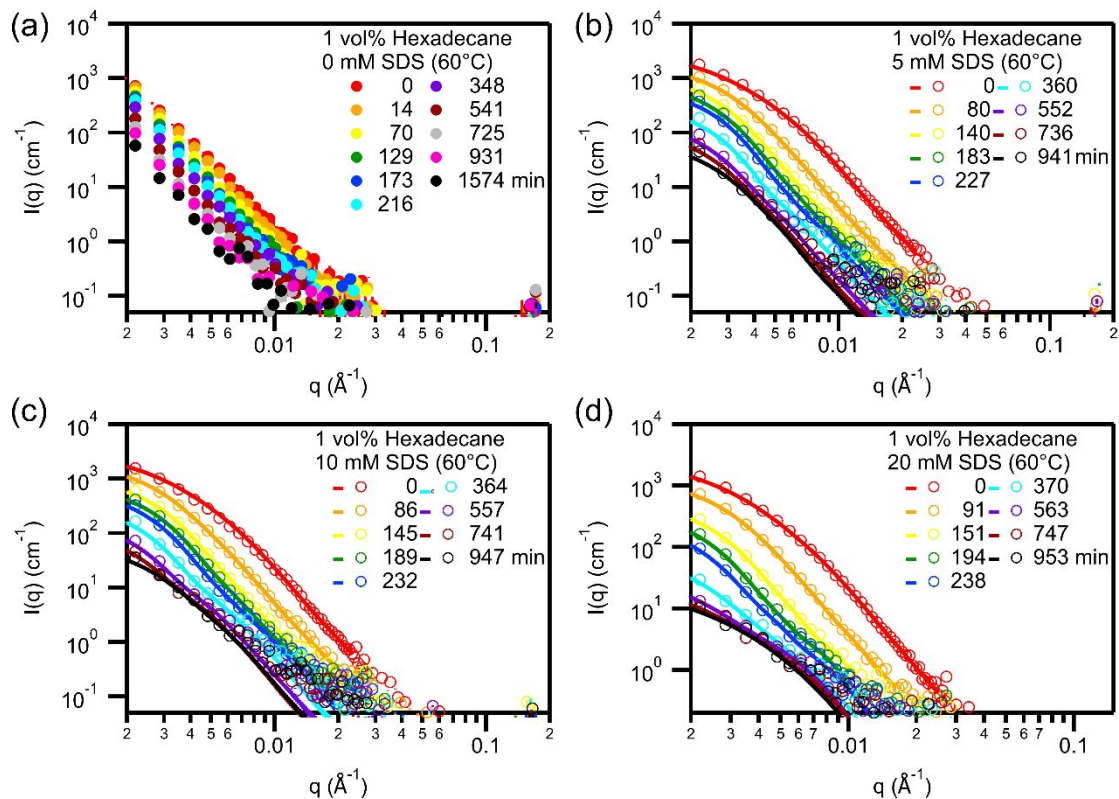 (a)
1 vol% Hexadecane
0 mM SDS (60°C)
0 348
14 541
70 725
129 931
173 1574 min
216
10^4
10^3
10^2
10^1
10^0
10^-1
I(q) (cm^-1)
2 3 4 5 6 0.01 2 3 4 5 6 0.1 2
q (Å^-1)
(b)
1 vol% Hexadecane
5 mM SDS (60°C)
0 360
80 552
140 736
183 941 min
227
10^4
10^3
10^2
10^1
10^0
10^-1
I(q) (cm^-1)
2 3 4 5 6 0.01 2 3 4 5 6 0.1 2
q (Å^-1)
(c)
1 vol% Hexadecane
10 mM SDS (60°C)
0 364
86 557
145 741
189 947 min
232
10^4
10^3
10^2
10^1
10^0
10^-1
I(q) (cm^-1)
2 3 4 5 6 0.01 2 3 4 5 6 0.1 2
q (Å^-1)
(d)
1 vol% Hexadecane
20 mM SDS (60°C)
0 370
91 563
151 747
194 953 min
238
10^4
10^3
10^2
10^1
10^0
I(q) (cm^-1)
2 3 4 5 6 7 0.01 2 3 4 5 6 7 0.1
q (Å^-1)